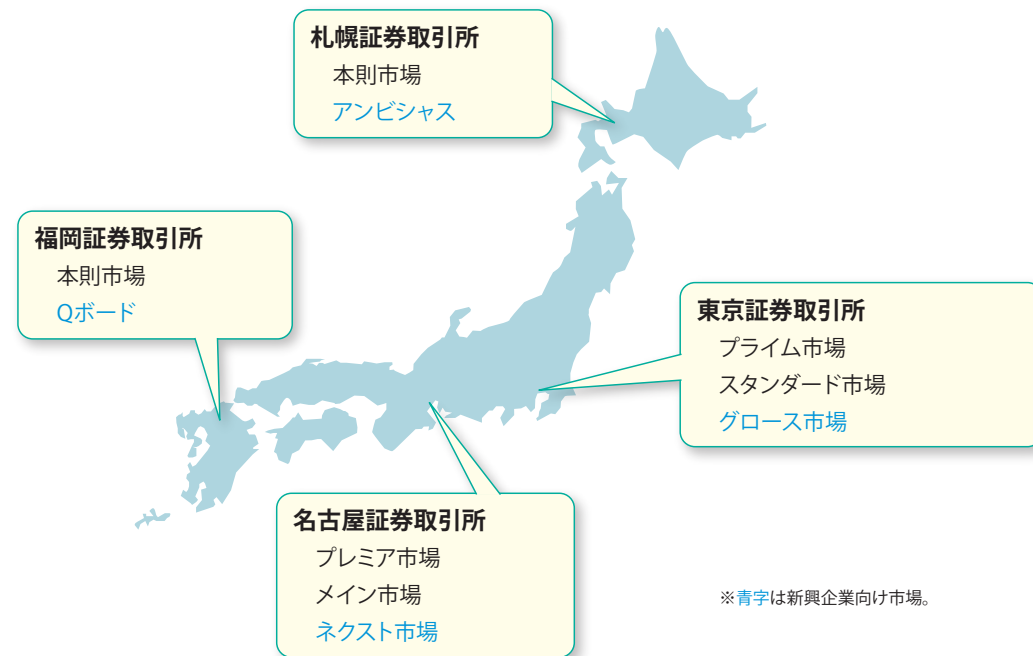 札幌証券取引所
本則市場
アンビシャス
福岡証券取引所
本則市場
Qボード
東京証券取引所
プライム市場
スタンダード市場
グロース市場
名古屋証券取引所
プレミア市場
メイン市場
ネクスト市場
※青字は新興企業向け市場。